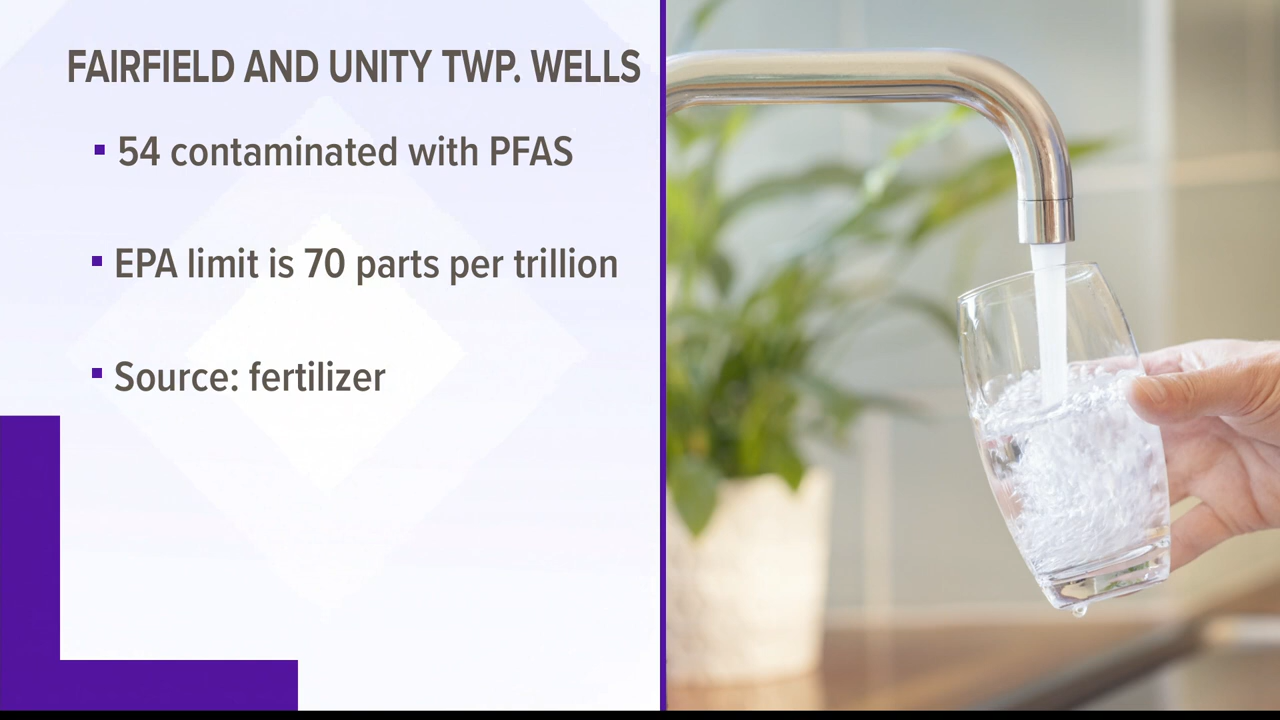 FAIRFIELD AND UNITY TWP. WELLS
54 contaminated with PFAS
EPA limit is 70 parts per trillion
Source: fertilizer